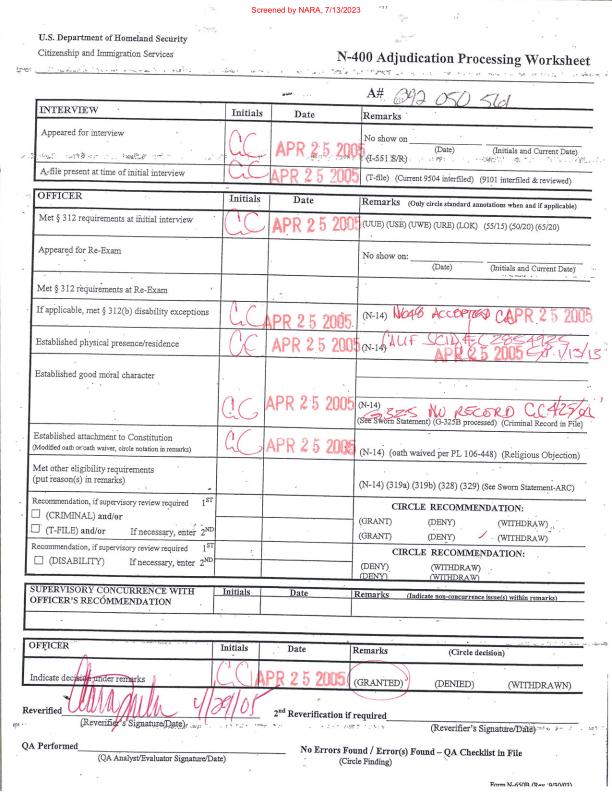 Screened by NARA, 7/13/2023
U.S. Department of Homeland Security
Citizenship and Immigration Services
N-400 Adjudication Processing Worksheet
A# 092 050 561
INTERVIEW Initials Date Remarks
Appeared for interview CC APR 25 2005 No show on
(Date) (Initials and Current Date)
(I-551 S/R)
A-file present at time of initial interview CC APR 25 2005 (T-file) (Current 9504 interfiled) (9101 interfiled & reviewed)
OFFICER Initials Date Remarks (Only circle standard annotations when and if applicable)
Met § 312 requirements at initial interview CC APR 25 2005 (UUE) (USE) (UWE) (URE) (LOK) (55/15) (50/20) (65/20)
Appeared for Re-Exam No show on:
(Date) (Initials and Current Date)
Met § 312 requirements at Re-Exam
If applicable, met § 312(b) disability exceptions CC APR 25 2005 (N-14) N648 ACCEPTED CC APR 25 2005
Established physical presence/residence CC APR 25 2005 (N-14) CALIF
APR 25 2005
Established good moral character
CC APR 25 2005 (N-14) G-325 NO RECORD CC
(See Sworn Statement) (G-325B processed) (Criminal Record in File)
Established attachment to Constitution CC APR 25 2005
(Modified oath or oath waiver, circle notation in remarks) (N-14) (oath waived per PL 106-448) (Religious Objection)
Met other eligibility requirements
(put reason(s) in remarks) (N-14) (319a) (319b) (328) (329) (See Sworn Statement-ARC)
Recommendation, if supervisory review required 1ST CIRCLE RECOMMENDATION:
(CRIMINAL) and/or (GRANT) (DENY) (WITHDRAW)
(T-FILE) and/or If necessary, enter 2ND (GRANT) (DENY) (WITHDRAW)
Recommendation, if supervisory review required 1ST CIRCLE RECOMMENDATION:
(DISABILITY) If necessary, enter 2ND (DENY) (WITHDRAW)
(DENY) (WITHDRAW)
SUPERVISORY CONCURRENCE WITH Initials Date Remarks (Indicate non-concurrence issue(s) within remarks)
OFFICER'S RECOMMENDATION
OFFICER Initials Date Remarks (Circle decision)
Indicate decision under remarks CC APR 25 2005 (GRANTED) (DENIED) (WITHDRAWN)
Reverified 4/29/05 2nd Reverification if required
(Reverifier's Signature/Date) (Reverifier's Signature/Date)
QA Performed No Errors Found / Error(s) Found – QA Checklist in File
(QA Analyst/Evaluator Signature/Date) (Circle Finding)
Form N-650B (Rev. 9/30/03)